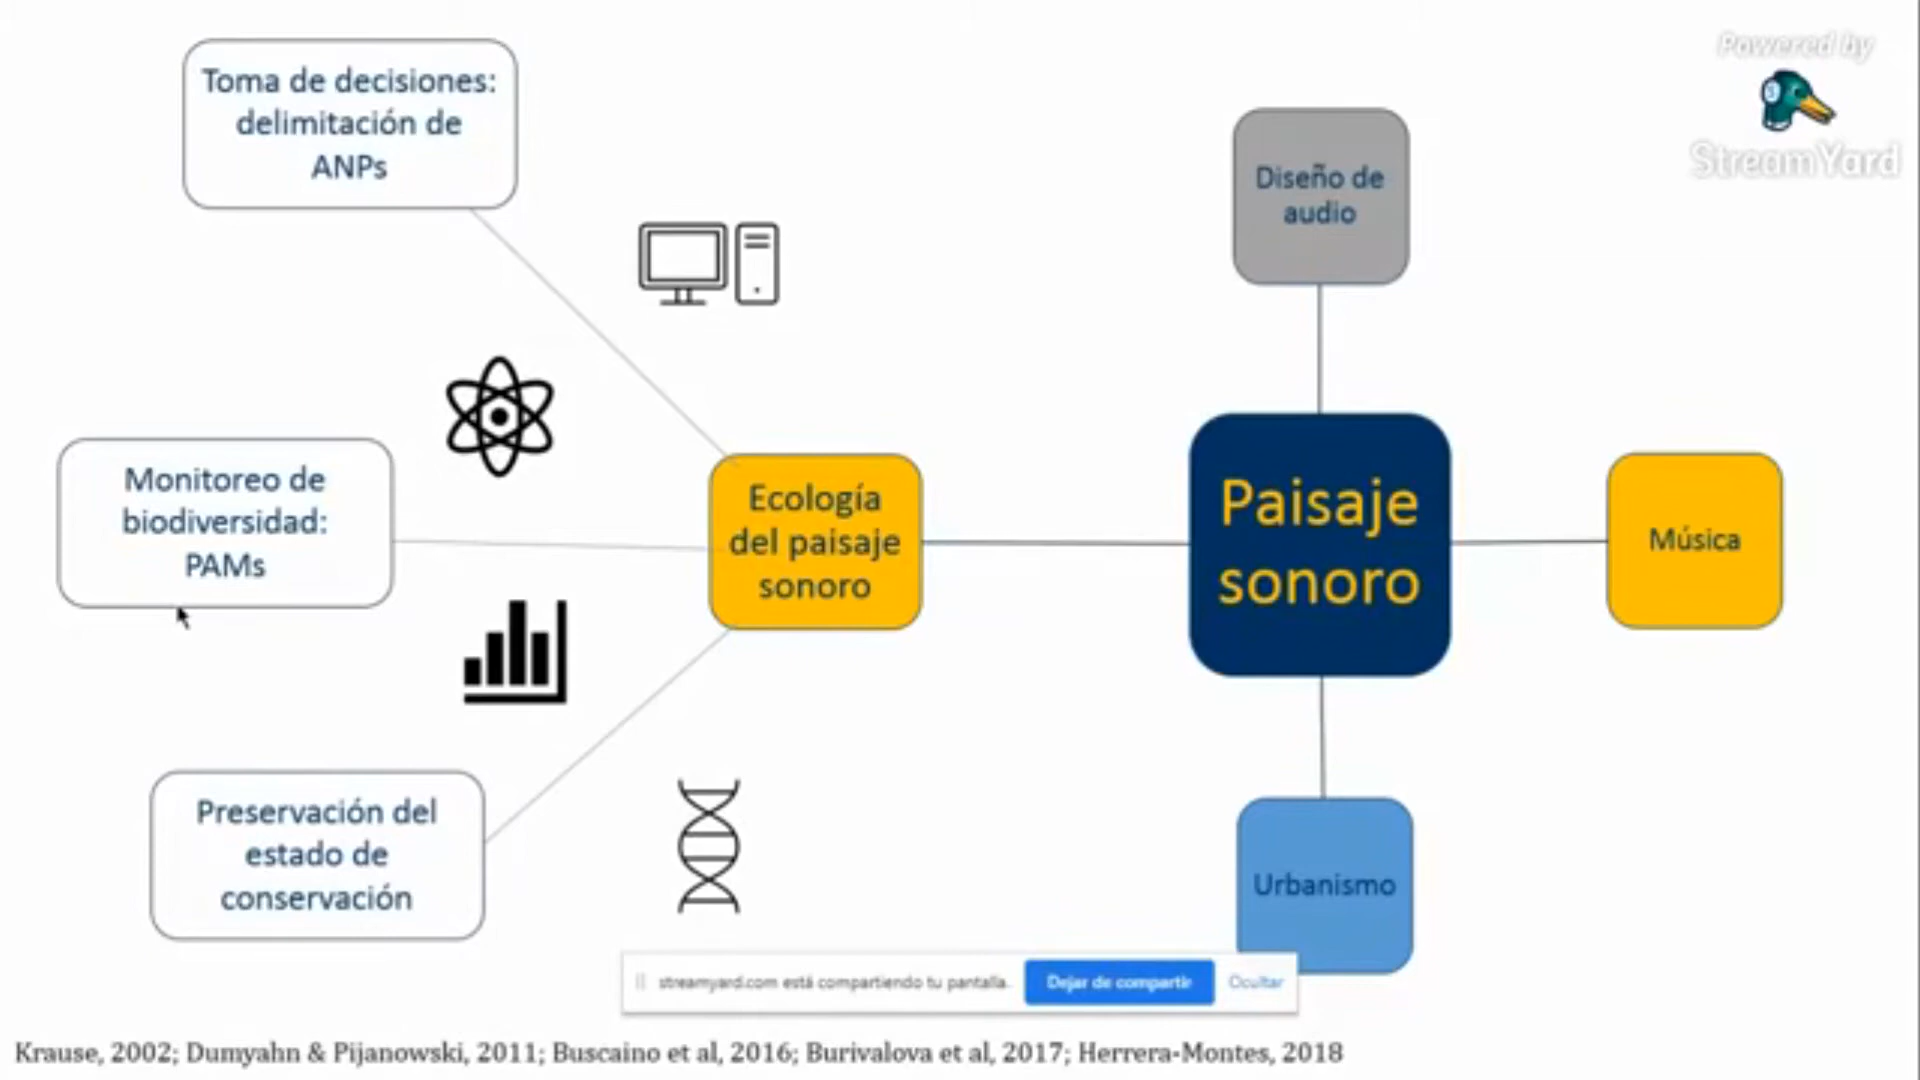 Toma de decisiones:
delimitación de
ANPs
Powered by
StreamYard
Diseño de
audio
Monitoreo de
biodiversidad:
PAMs
Ecología
del paisaje
sonoro
Paisaje
sonoro
Música
Preservación del
estado de
conservación
Urbanismo
streamyard.com está compartiendo tu pantalla.
Dejar de compartir
Ocultar
Krause, 2002; Dumyahn & Pijanowski, 2011; Buscaino et al, 2016; Burivalova et al, 2017; Herrera-Montes, 2018